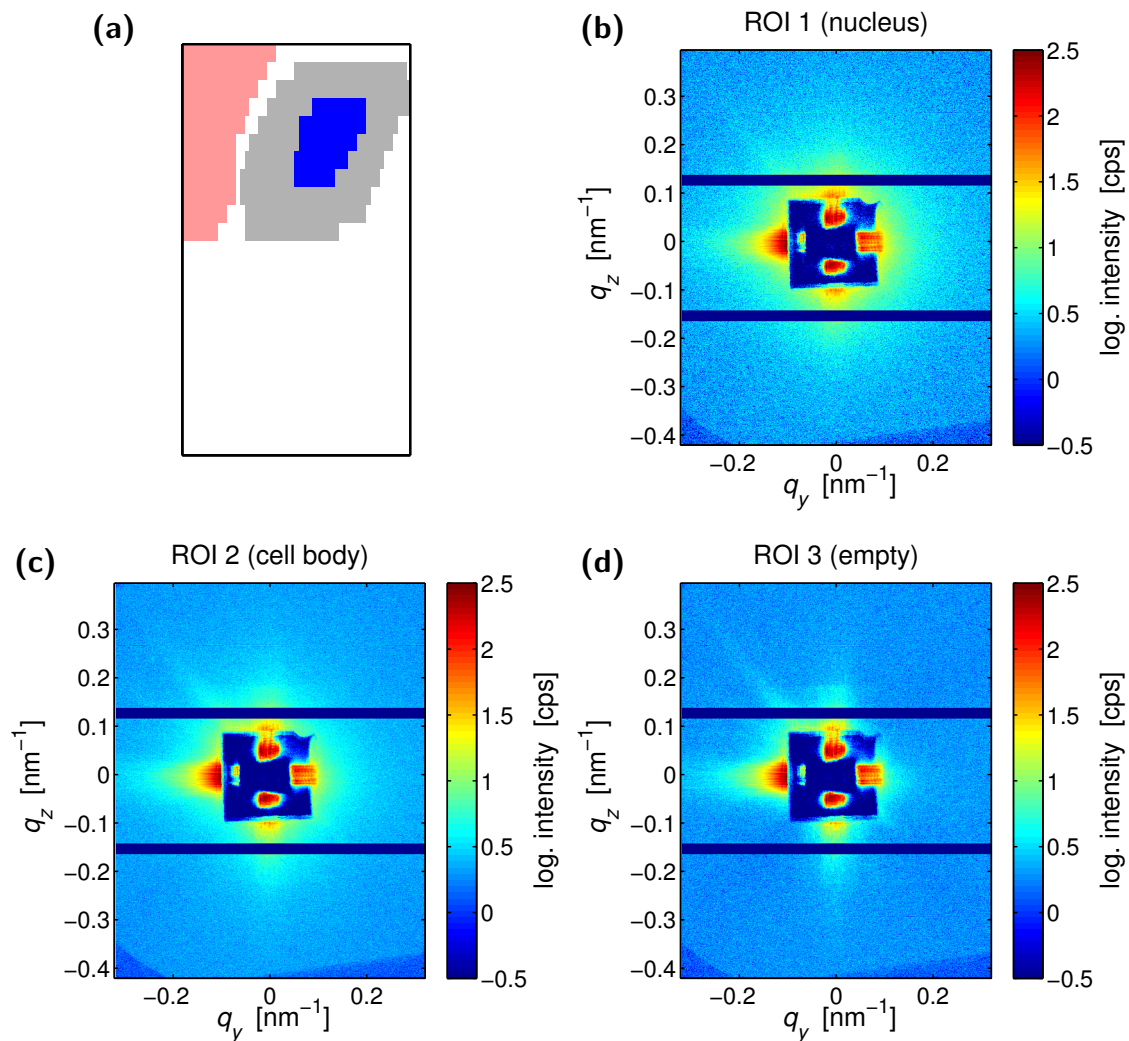 (a)
(b)
ROI 1 (nucleus)
0.3
0.2
0.1
0
−0.1
−0.2
−0.3
−0.4
q_z [nm⁻¹]
−0.2 0 0.2
q_y [nm⁻¹]
2.5
2
1.5
1
0.5
0
−0.5
log. intensity [cps]
(c)
ROI 2 (cell body)
0.3
0.2
0.1
0
−0.1
−0.2
−0.3
−0.4
q_z [nm⁻¹]
−0.2 0 0.2
q_y [nm⁻¹]
2.5
2
1.5
1
0.5
0
−0.5
log. intensity [cps]
(d)
ROI 3 (empty)
0.3
0.2
0.1
0
−0.1
−0.2
−0.3
−0.4
q_z [nm⁻¹]
−0.2 0 0.2
q_y [nm⁻¹]
2.5
2
1.5
1
0.5
0
−0.5
log. intensity [cps]